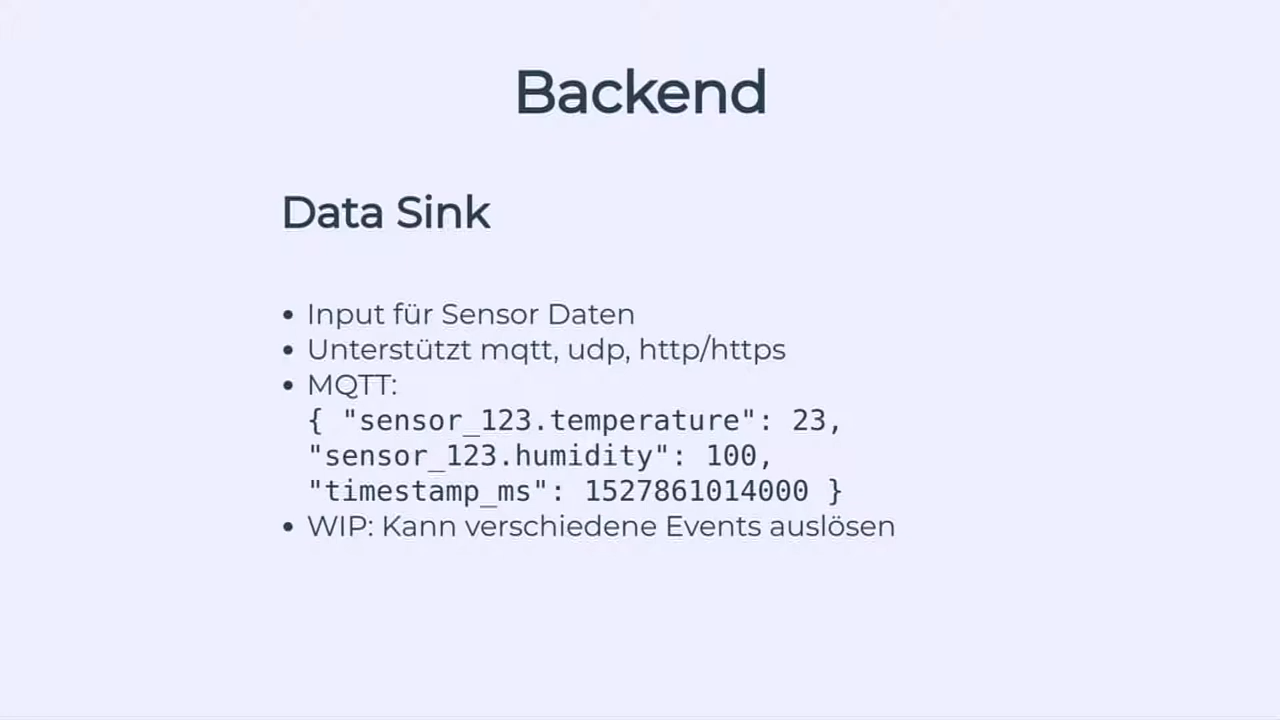 Backend
Data Sink
• Input für Sensor Daten
• Unterstützt mqtt, udp, http/https
• MQTT:
{ "sensor_123.temperature": 23,
"sensor_123.humidity": 100,
"timestamp_ms": 1527861014000 }
• WIP: Kann verschiedene Events auslösen